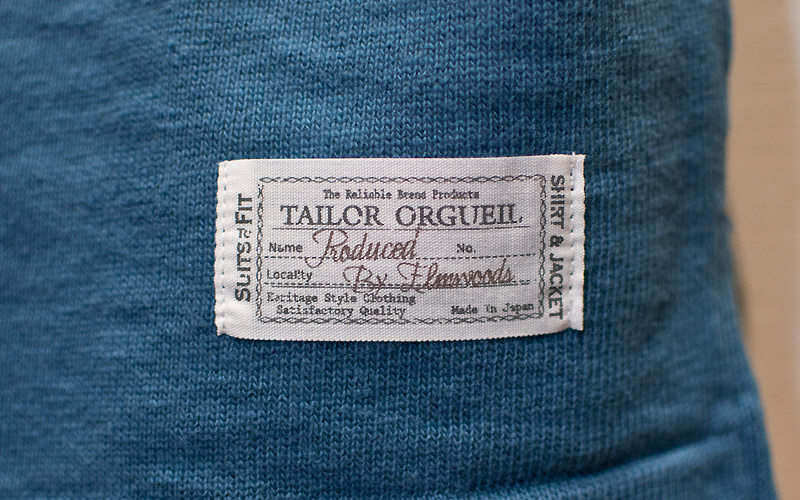 The Reliable Brand Products
TAILOR ORGUEIL
Name Produced No.
Locality By Elmwoods
Heritage Style Clothing
Satisfactory Quality Made in Japan
SUITS To FIT
SHIRT & JACKET